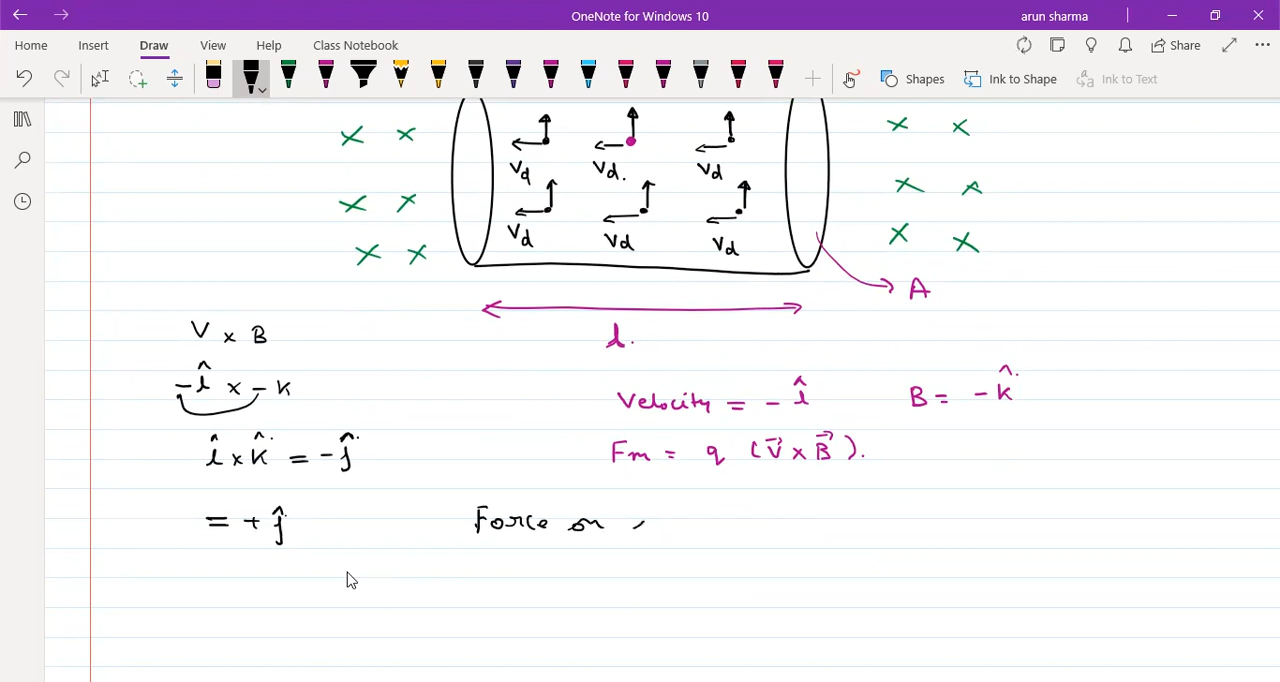 OneNote for Windows 10
arun sharma
Home Insert Draw View Help Class Notebook
Share
Shapes Ink to Shape Ink to Text
Vd Vd. Vd
Vd Vd Vd
A
l.
V × B
-î × - k
Velocity = - î
B = - k̂
î × k̂ = -ĵ
Fm = q (V⃗ × B⃗).
= + ĵ
Force on